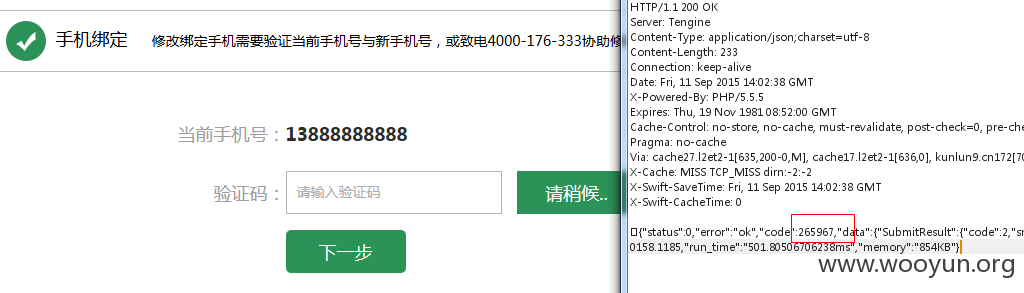 手机绑定 修改绑定手机需要验证当前手机号与新手机号，或致电4000-176-333协助修
当前手机号：13888888888
验证码： 请输入验证码 请稍候..
下一步
HTTP/1.1 200 OK
Server: Tengine
Content-Type: application/json;charset=utf-8
Content-Length: 233
Connection: keep-alive
Date: Fri, 11 Sep 2015 14:02:38 GMT
X-Powered-By: PHP/5.5.5
Expires: Thu, 19 Nov 1981 08:52:00 GMT
Cache-Control: no-store, no-cache, must-revalidate, post-check=0, pre-che
Pragma: no-cache
Via: cache27.l2et2-1[635,200-0,M], cache17.l2et2-1[636,0], kunlun9.cn172[70
X-Cache: MISS TCP_MISS dirn:-2:-2
X-Swift-SaveTime: Fri, 11 Sep 2015 14:02:38 GMT
X-Swift-CacheTime: 0
{"status":0,"error":"ok","code":265967,"data":{"SubmitResult":{"code":2,"sm
0158.1185,"run_time":"501.80506706238ms","memory":"854KB"}
www.wooyun.org